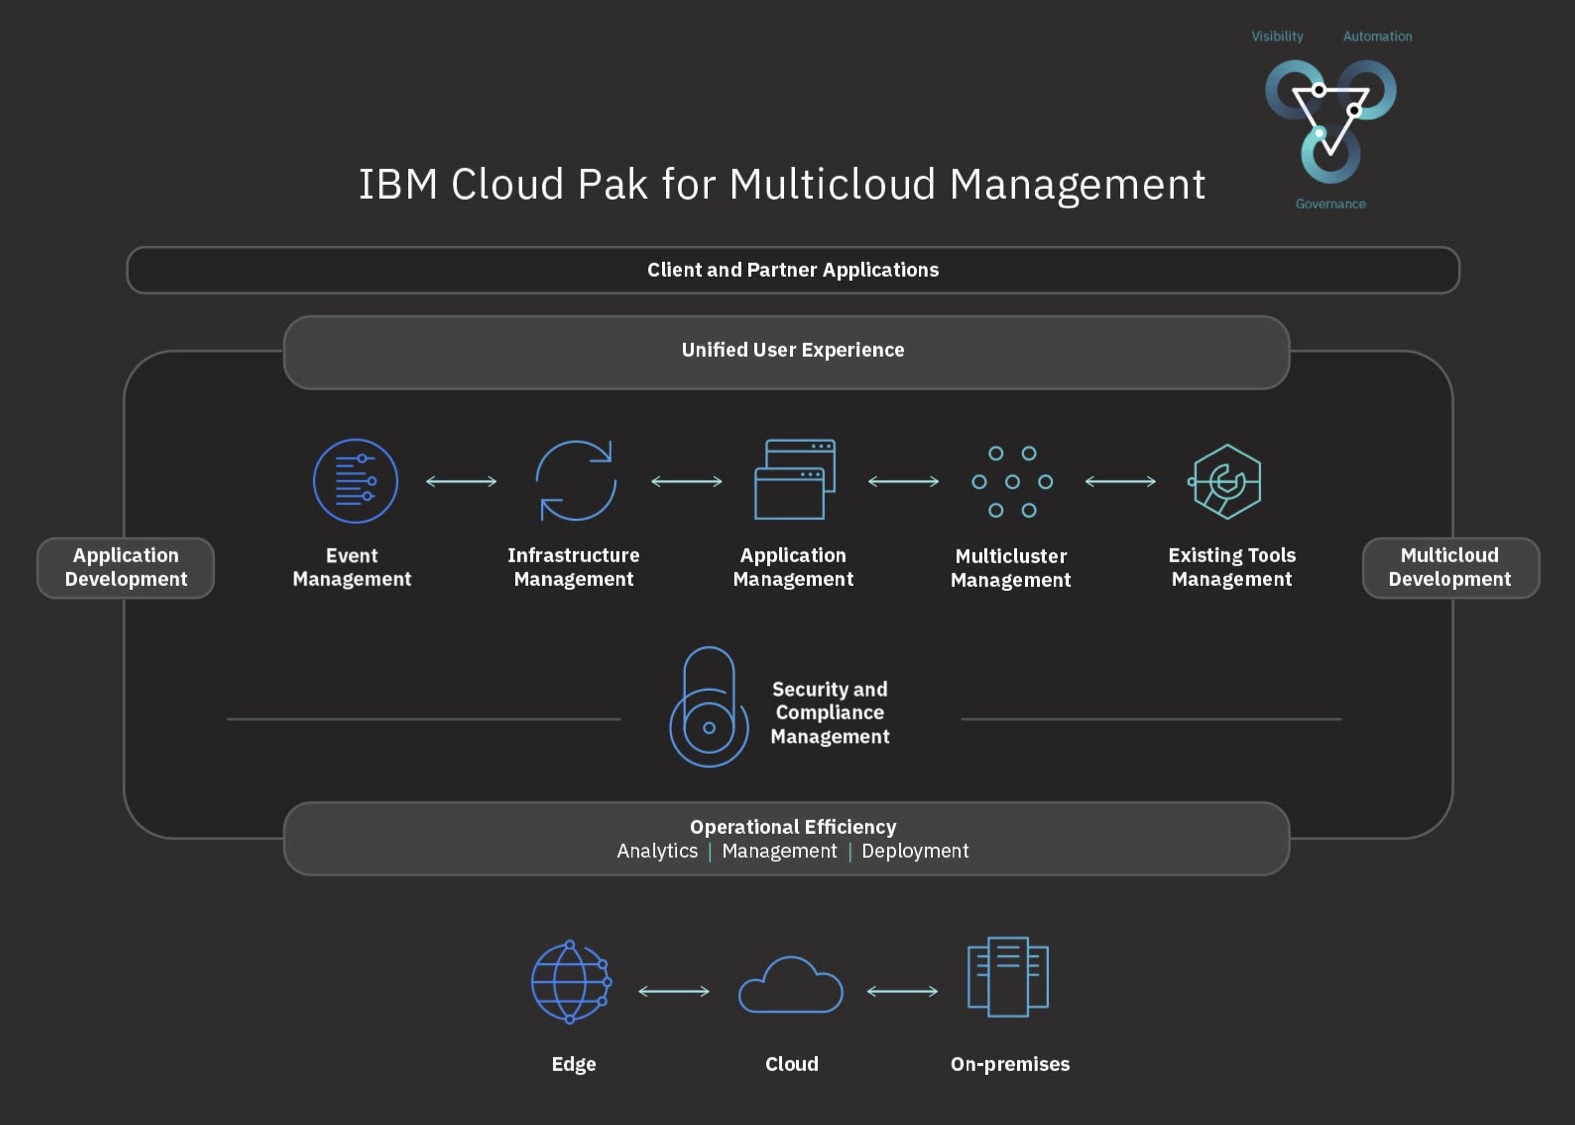 Visibility
Automation
Governance
IBM Cloud Pak for Multicloud Management
Client and Partner Applications
Unified User Experience
Application
Development
Event
Management
Infrastructure
Management
Application
Management
Multicluster
Management
Existing Tools
Management
Multicloud
Development
Security and
Compliance
Management
Operational Efficiency
Analytics | Management | Deployment
Edge
Cloud
On-premises